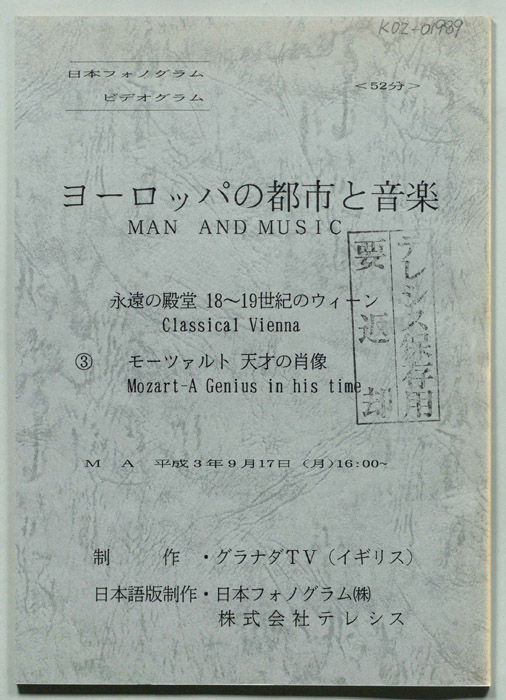 KOZ-01939
日本フォノグラム
ビデオグラム
<52分>
ヨーロッパの都市と音楽
MAN AND MUSIC
永遠の殿堂 18～19世紀のウィーン
Classical Vienna
③ モーツァルト 天才の肖像
Mozart-A Genius in his time
テレシス保存用
要返却
MA 平成3年9月17日 (月)16:00~
制作・グラナダTV(イギリス)
日本語版制作・日本フォノグラム㈱
株式会社テレシス